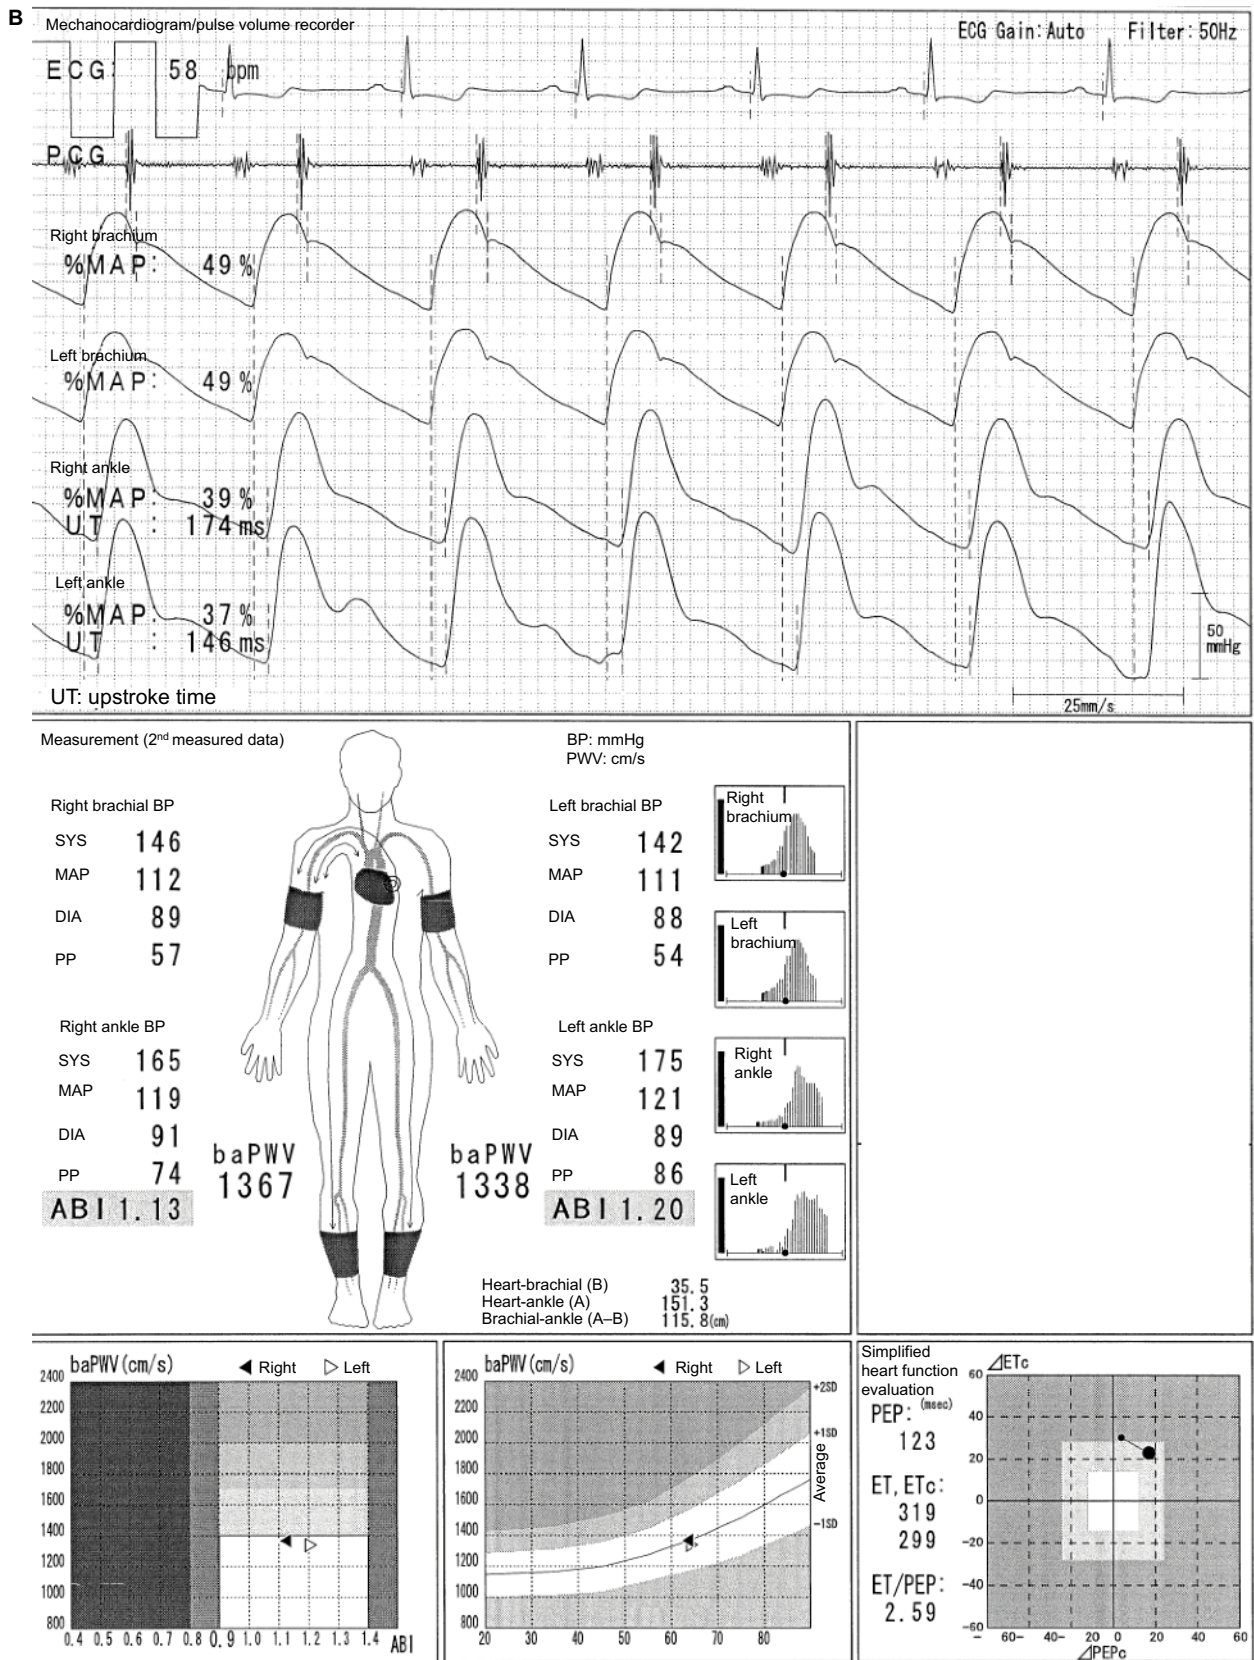 B
Mechanocardiogram/pulse volume recorder
ECG Gain:Auto Filter:50Hz
ECG: 58 bpm
PCG
Right brachium
%MAP: 49%
Left brachium
%MAP: 49%
Right ankle
%MAP: 39%
UT : 174ms
Left ankle
%MAP: 37%
UT : 146ms
50
mmHg
UT: upstroke time
25mm/s
Measurement (2nd measured data)
BP: mmHg
PWV: cm/s
Right brachial BP
SYS 146
MAP 112
DIA 89
PP 57
Left brachial BP
SYS 142
MAP 111
DIA 88
PP 54
Right ankle BP
SYS 165
MAP 119
DIA 91
PP 74
ABI 1.13
baPWV
1367
baPWV
1338
Left ankle BP
SYS 175
MAP 121
DIA 89
PP 86
ABI 1.20
Right
brachium
Left
brachium
Right
ankle
Left
ankle
Heart-brachial (B) 35.5
Heart-ankle (A) 151.3
Brachial-ankle (A–B) 115.8(cm)
baPWV(cm/s) Right Left
2400
2200
2000
1800
1600
1400
1200
1000
800
0.4 0.5 0.6 0.7 0.8 0.9 1.0 1.1 1.2 1.3 1.4 ABI
baPWV(cm/s) Right Left
2400
2200
2000
1800
1600
1400
1200
1000
800
20 30 40 50 60 70 80
+2SD
+1SD
Average
-1SD
Simplified
heart function
evaluation
PEP: (msec)
123
ET, ETc:
319
299
ET/PEP:
2.59
⊿ETc
60
40
20
0
-20
-40
-60
- 60- 40- 20 0 20 40 60
⊿PEPc